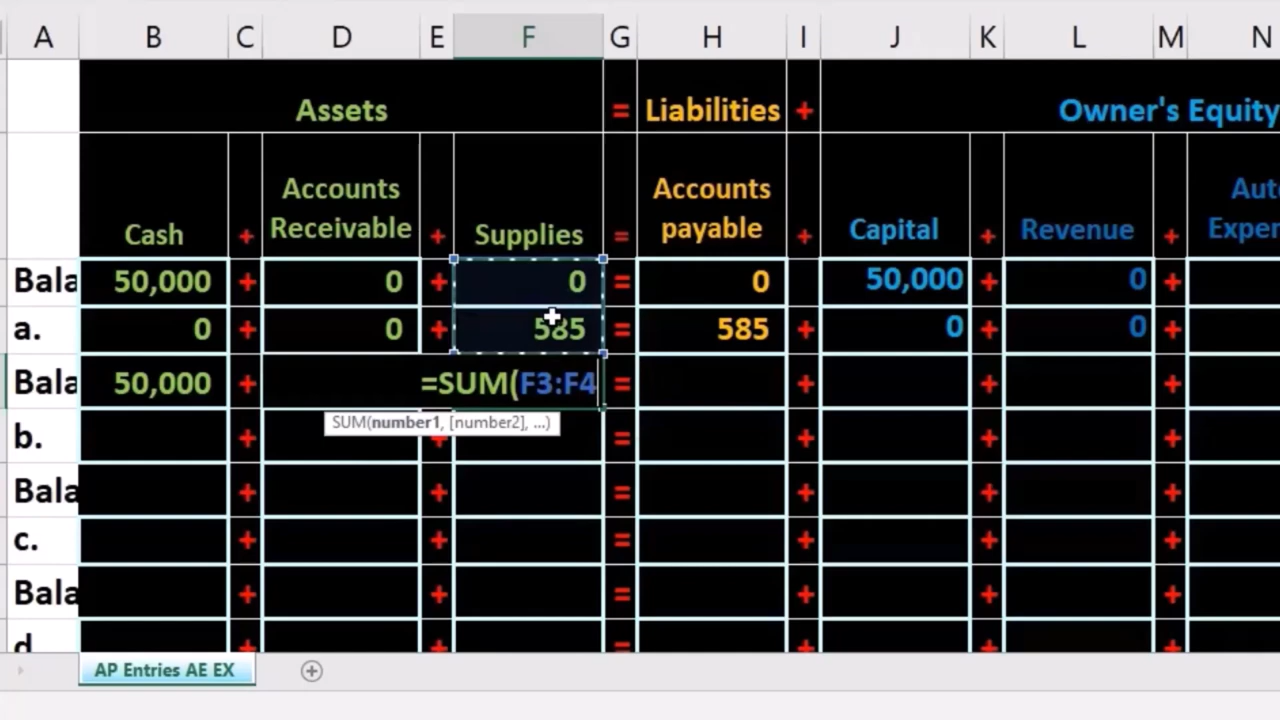 A B C D E F G H I J K L M N
Assets = Liabilities + Owner's Equity
Accounts Accounts
Cash + Receivable + Supplies = payable + Capital + Revenue +
Bala 50,000 + 0 + 0 = 0 50,000 + 0 +
a. 0 + 0 + 585 = 585 + 0 + 0 +
Bala 50,000 =SUM(F3:F4 =
SUM(number1, [number2], ...)
b. + + = + + +
Bala + + = + + +
c. + + = + + +
Bala + + = + + +
d + + = + + +
AP Entries AE EX